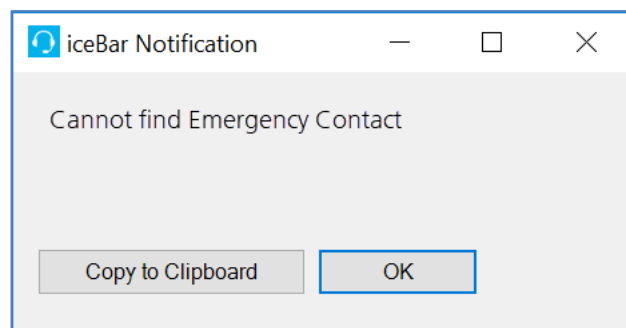 iceBar Notification
Cannot find Emergency Contact
Copy to Clipboard OK